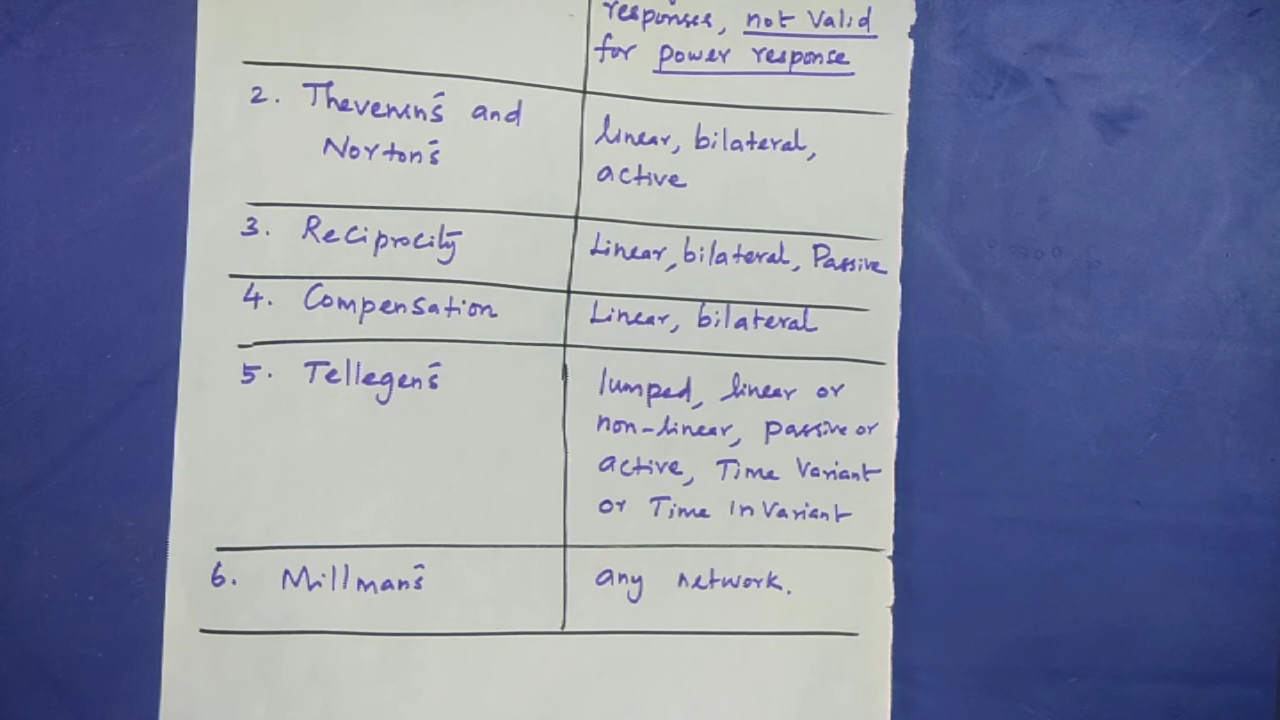 responses, not valid
for power response
2. Thevenin's and
Norton's
linear, bilateral,
active
3. Reciprocity
Linear, bilateral, Passive
4. Compensation
Linear, bilateral
5. Tellegen's
lumped, linear or
non-linear, passive or
active, Time Variant
or Time InVariant
6. Millman's
any network.